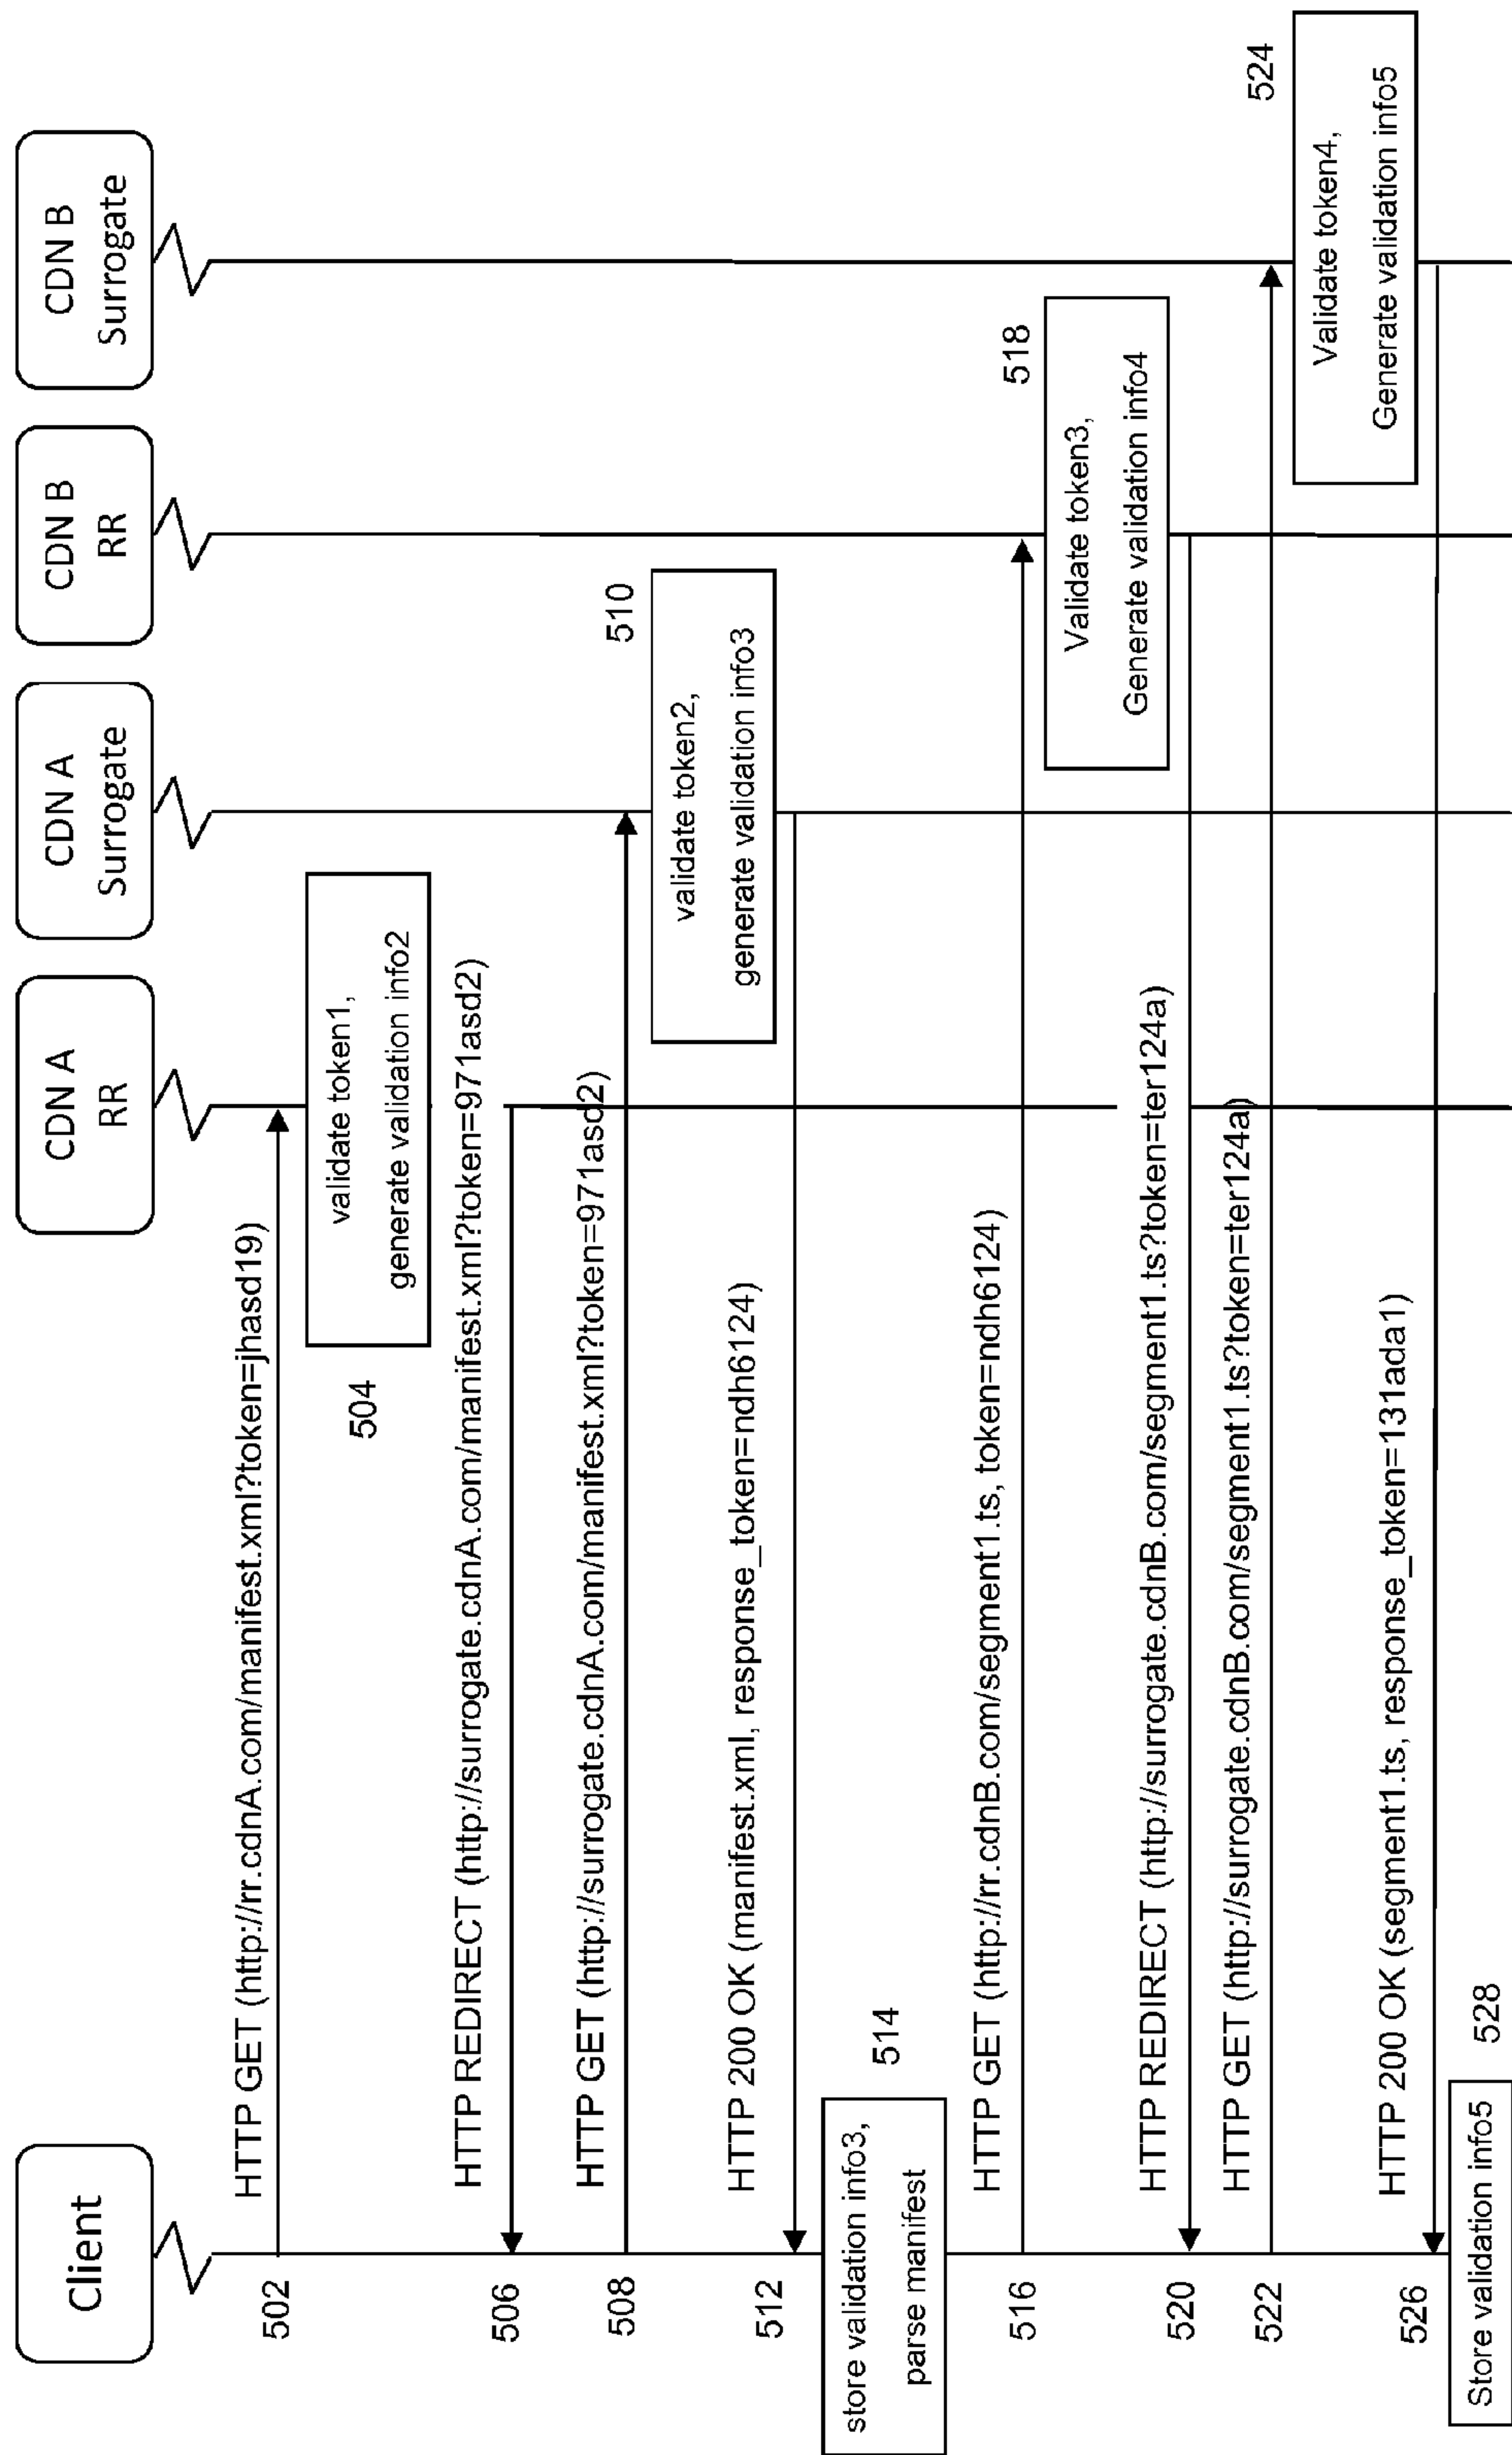 Client
CDN A
RR
CDN A
Surrogate
CDN B
RR
CDN B
Surrogate
502
HTTP GET (http://rr.cdnA.com/manifest.xml?token=jhasd19)
504
validate token1,
generate validation info2
506
HTTP REDIRECT (http://surrogate.cdnA.com/manifest.xml?token=971asd2)
508
HTTP GET (http://surrogate.cdnA.com/manifest.xml?token=971asd2)
510
validate token2,
generate validation info3
512
HTTP 200 OK (manifest.xml, response_token=ndh6124)
514
store validation info3,
parse manifest
516
HTTP GET (http://rr.cdnB.com/segment1.ts, token=ndh6124)
518
Validate token3,
Generate validation info4
520
HTTP REDIRECT (http://surrogate.cdnB.com/segment1.ts?token=ter124a)
522
HTTP GET (http://surrogate.cdnB.com/segment1.ts?token=ter124a)
524
Validate token4,
Generate validation info5
526
HTTP 200 OK (segment1.ts, response_token=131ada1)
528
Store validation info5